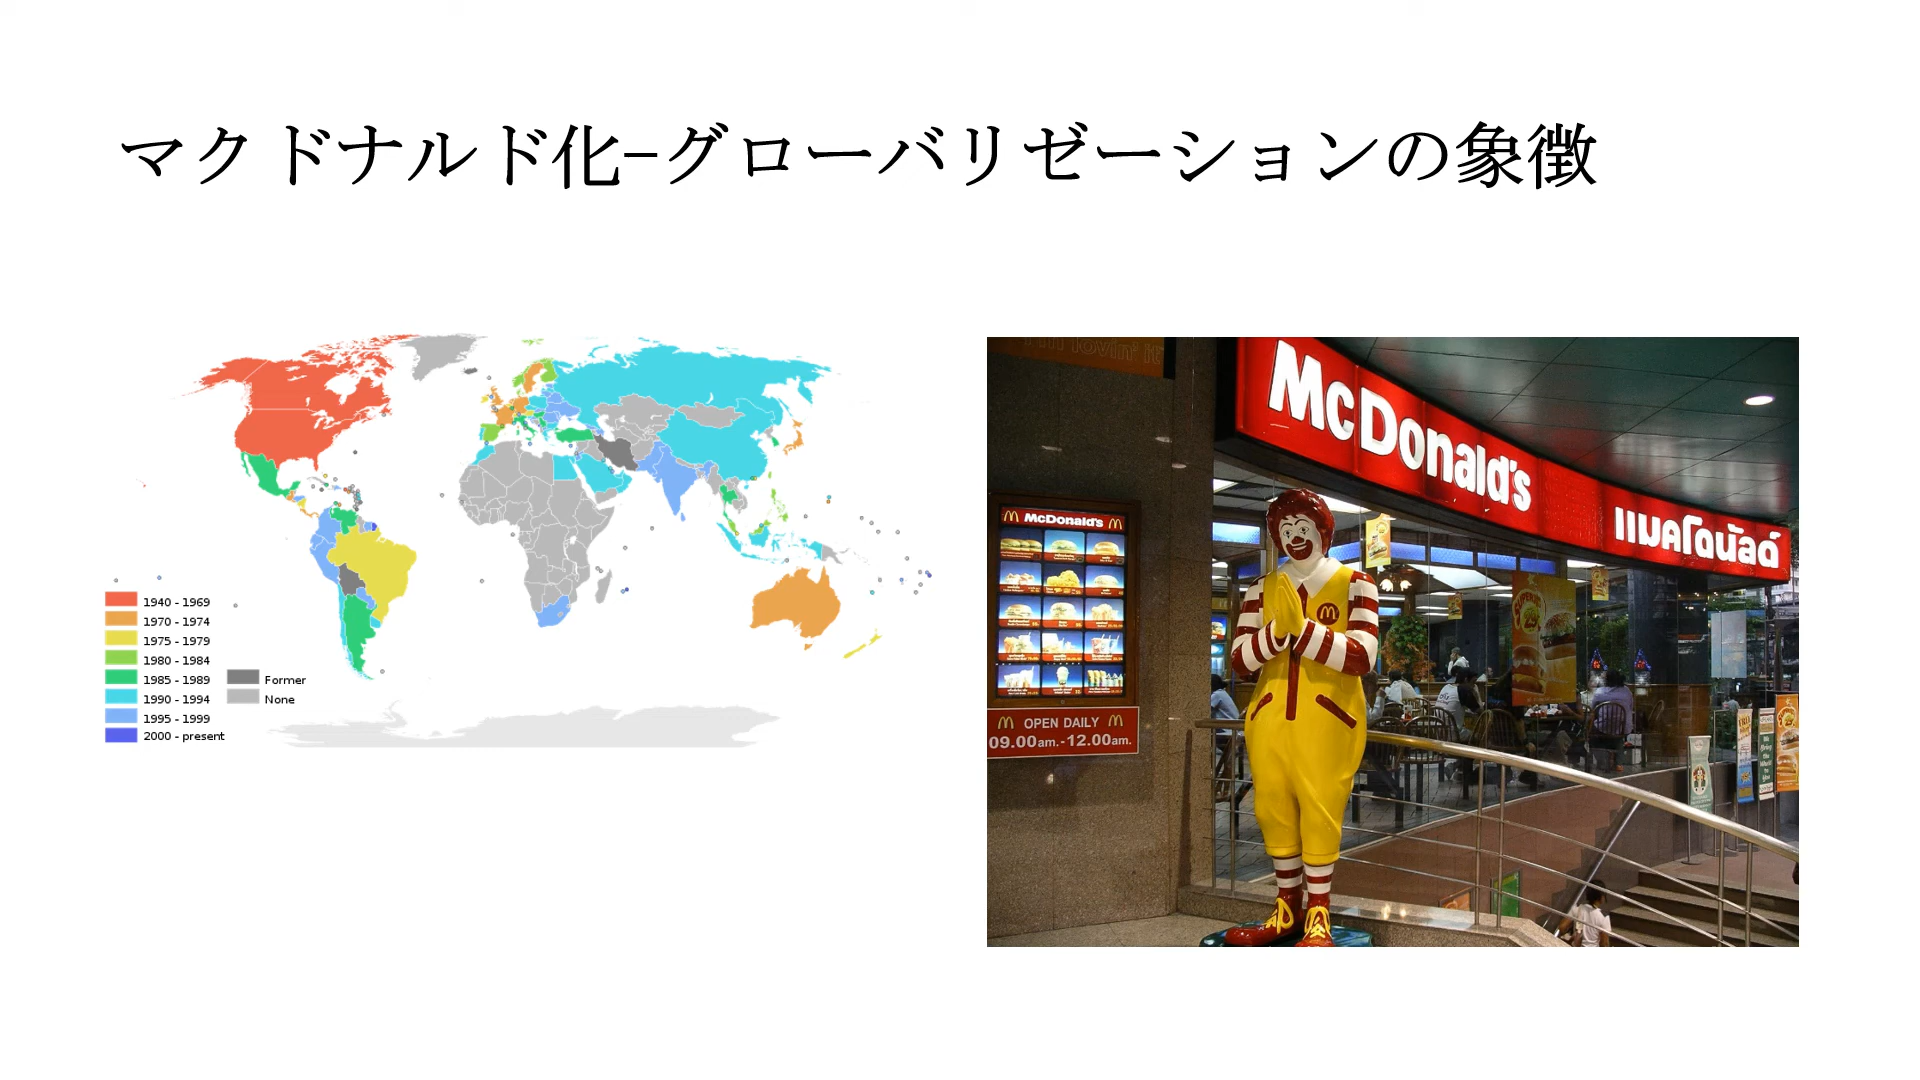 マクドナルド化−グローバリゼーションの象徴
1940 - 1969
1970 - 1974
1975 - 1979
1980 - 1984
1985 - 1989
1990 - 1994
1995 - 1999
2000 - present
Former
None
i'm lovin' it
McDonald's
แมคโดนัลด์
McDonald's
OPEN DAILY
09.00am.-12.00am.